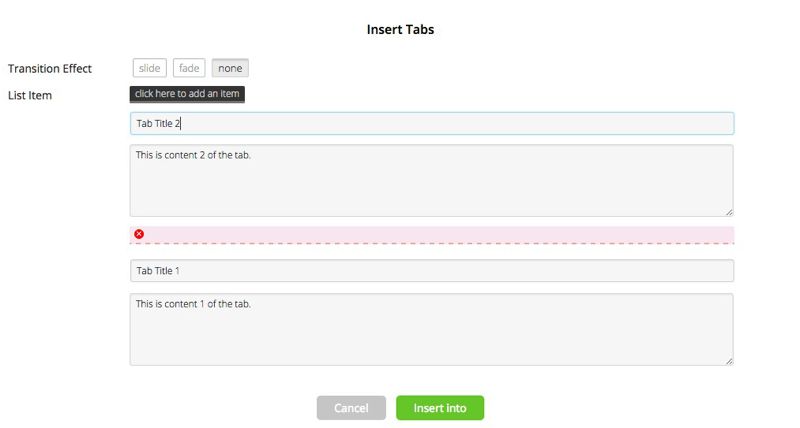 Insert Tabs
Transition Effect slide fade none
List Item click here to add an item
Tab Title 2
This is content 2 of the tab.
Tab Title 1
This is content 1 of the tab.
Cancel Insert into